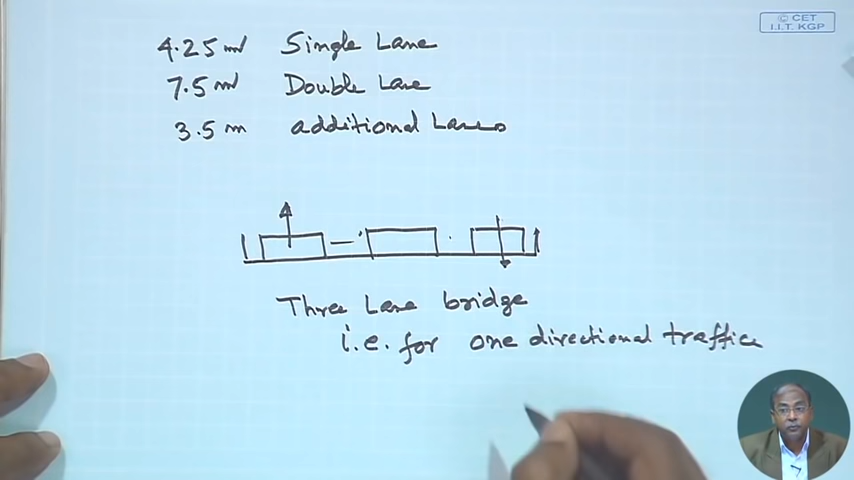 © CET
I.I.T. KGP
4.25 m Single Lane
7.5 m Double Lane
3.5 m additional Lanes
Three Lane bridge
i.e. for one directional traffic